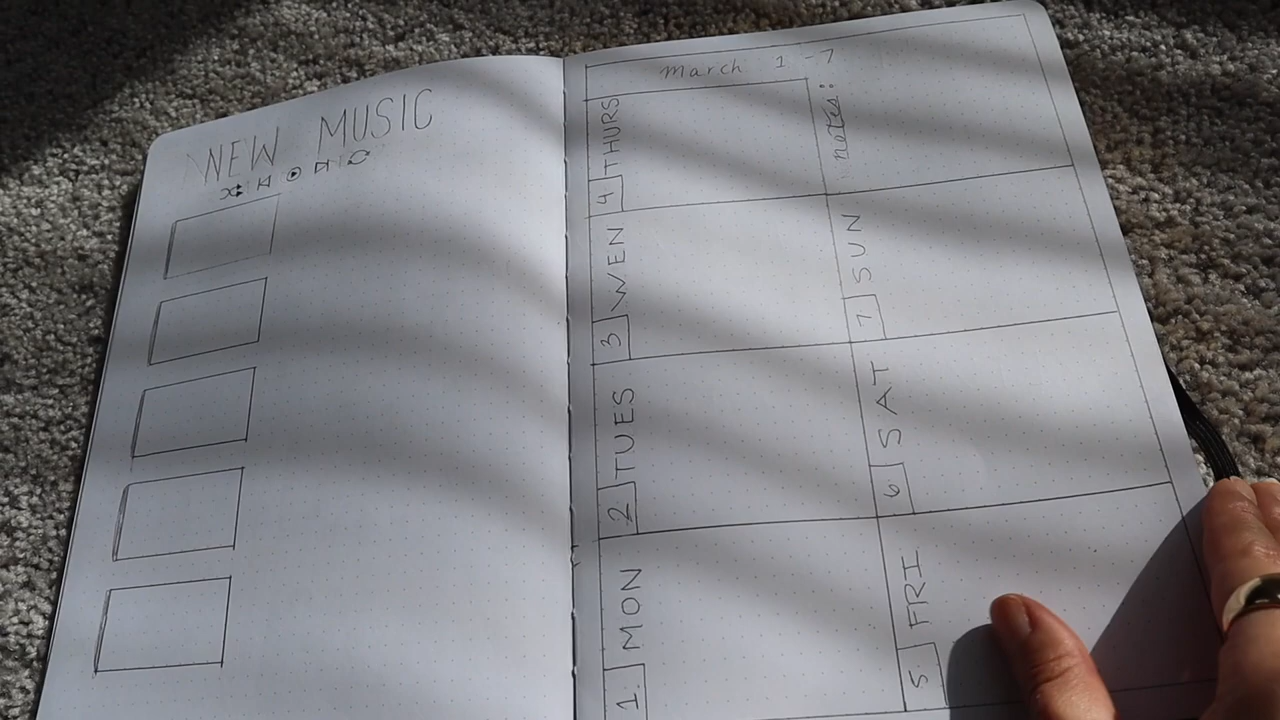 NEW MUSIC
March 1-7
1 MON
2 TUES
3 WEN
4 THURS
5 FRI
6 SAT
7 SUN
notes: